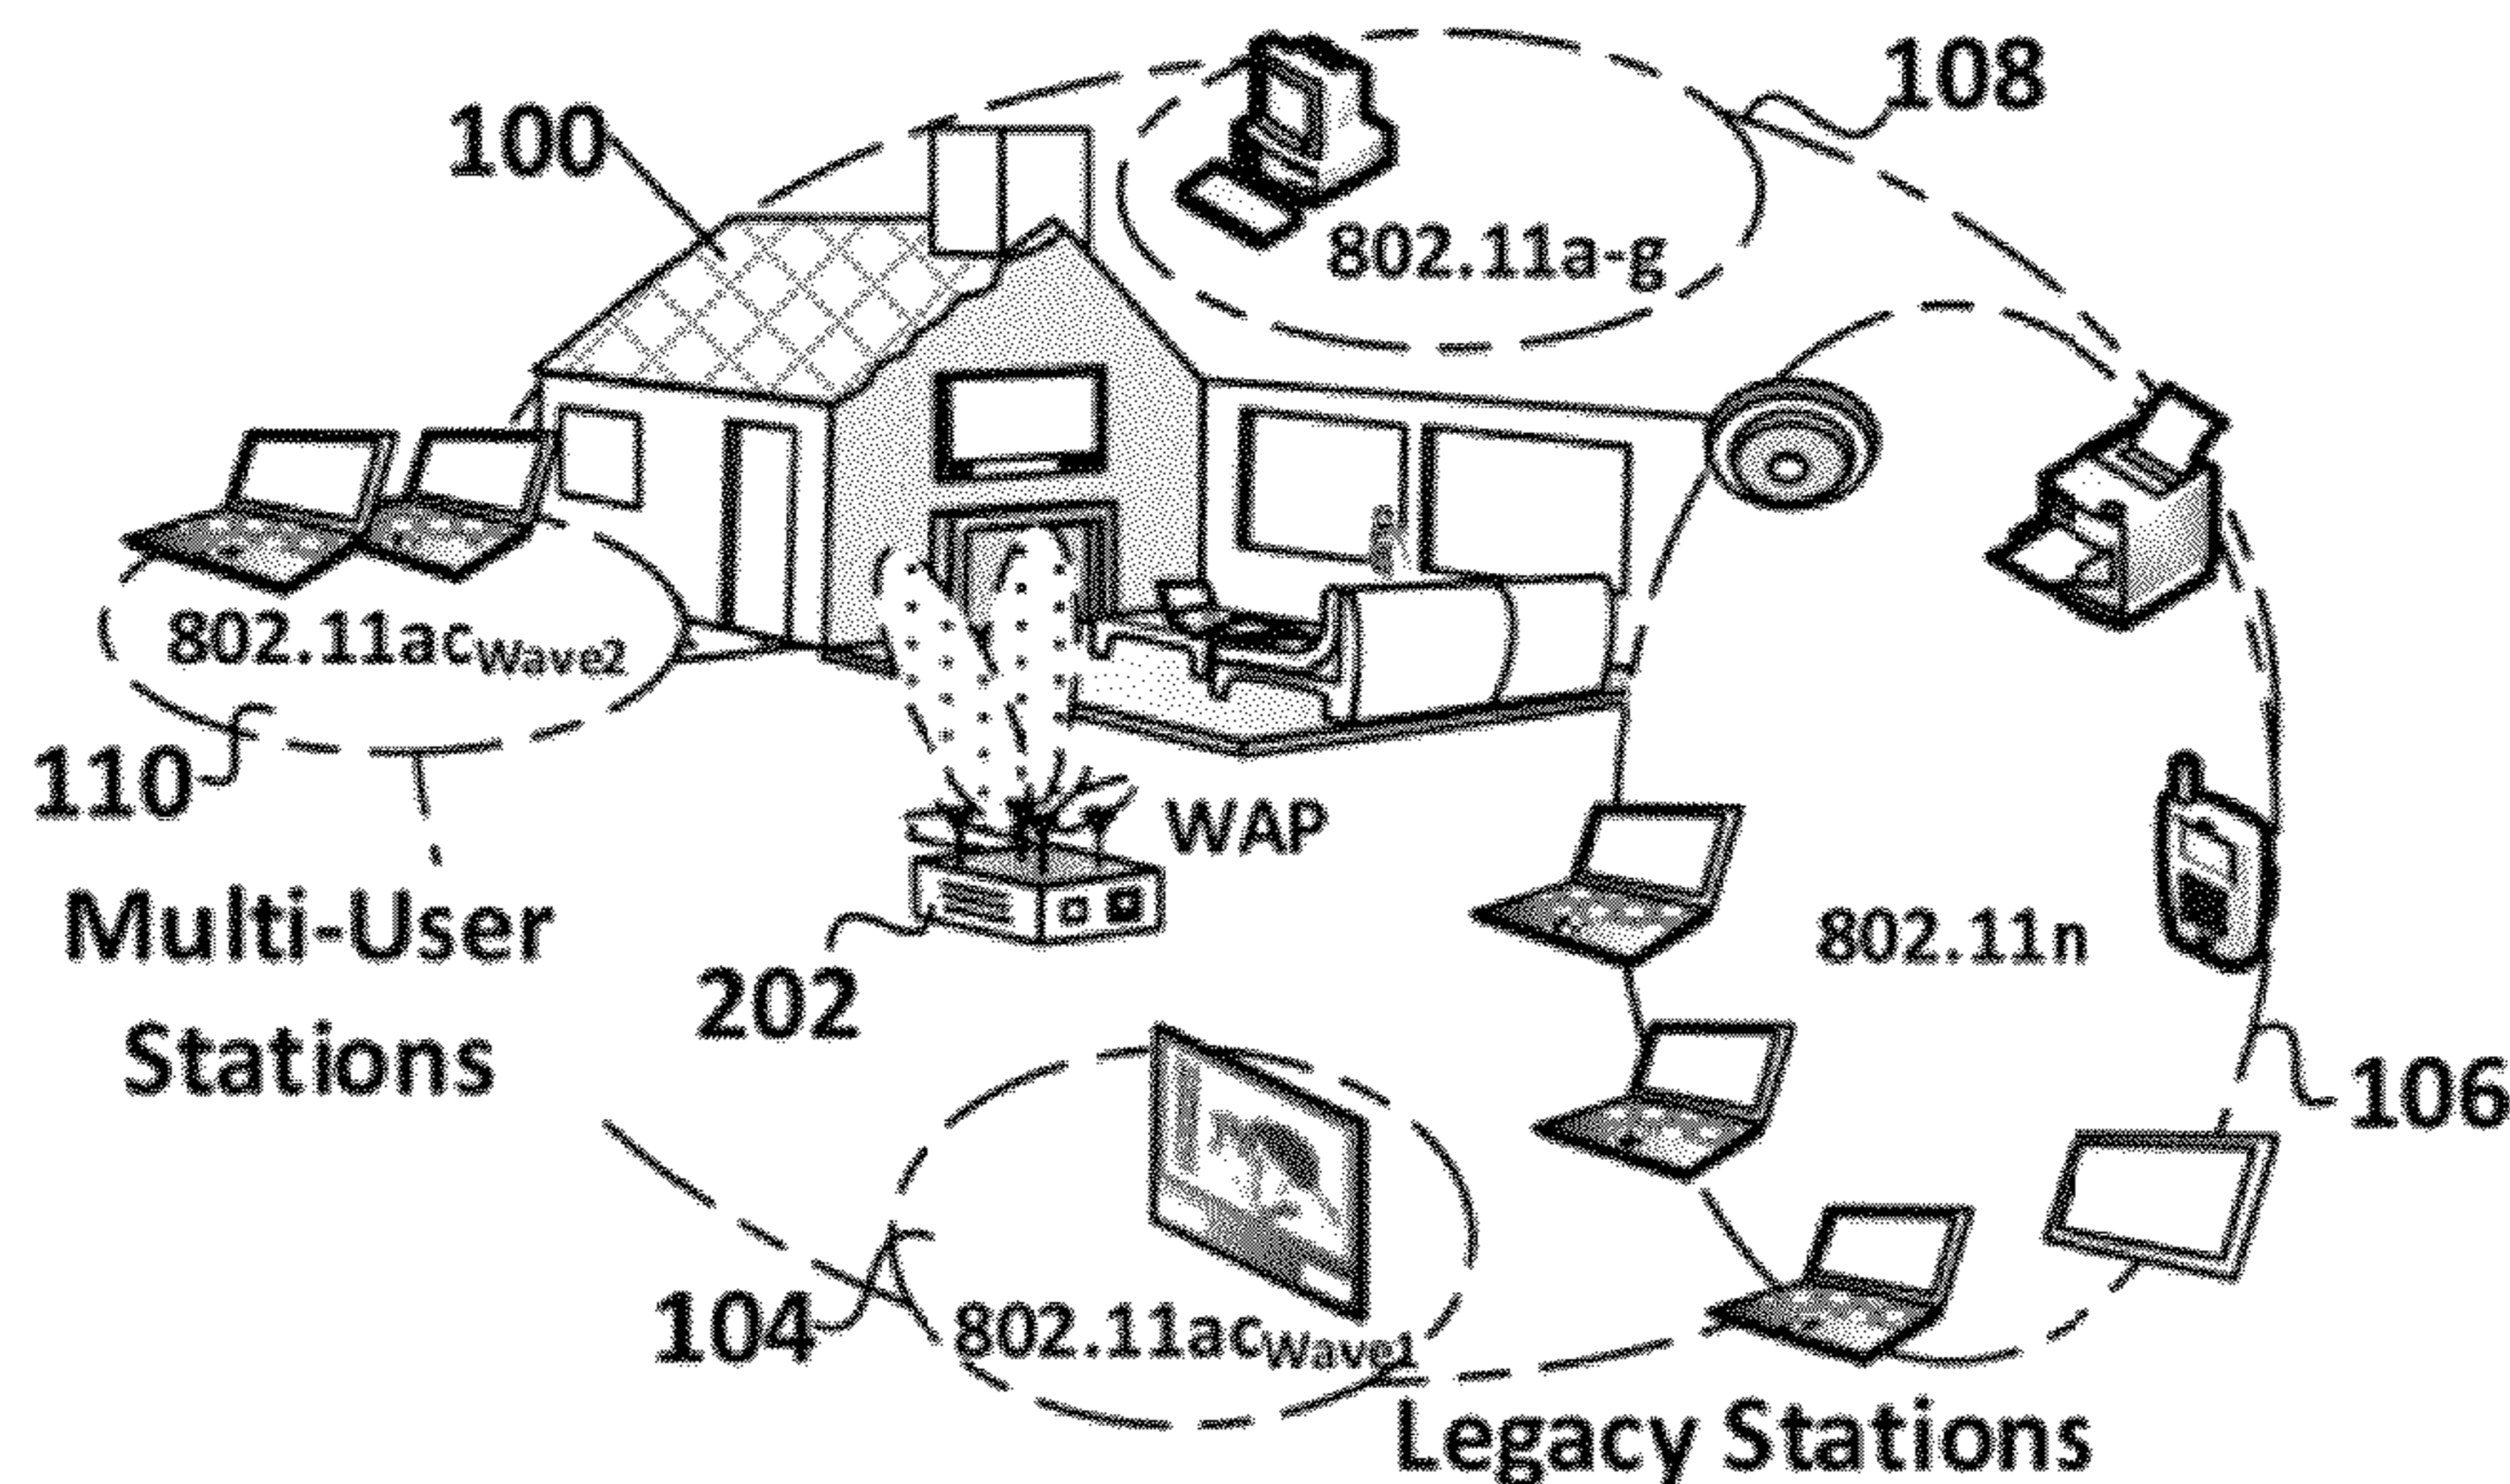 108
100
802.11a-g
802.11acWave2
110
WAP
Multi-User
Stations
802.11n
202
106
104
802.11acWave1
Legacy Stations